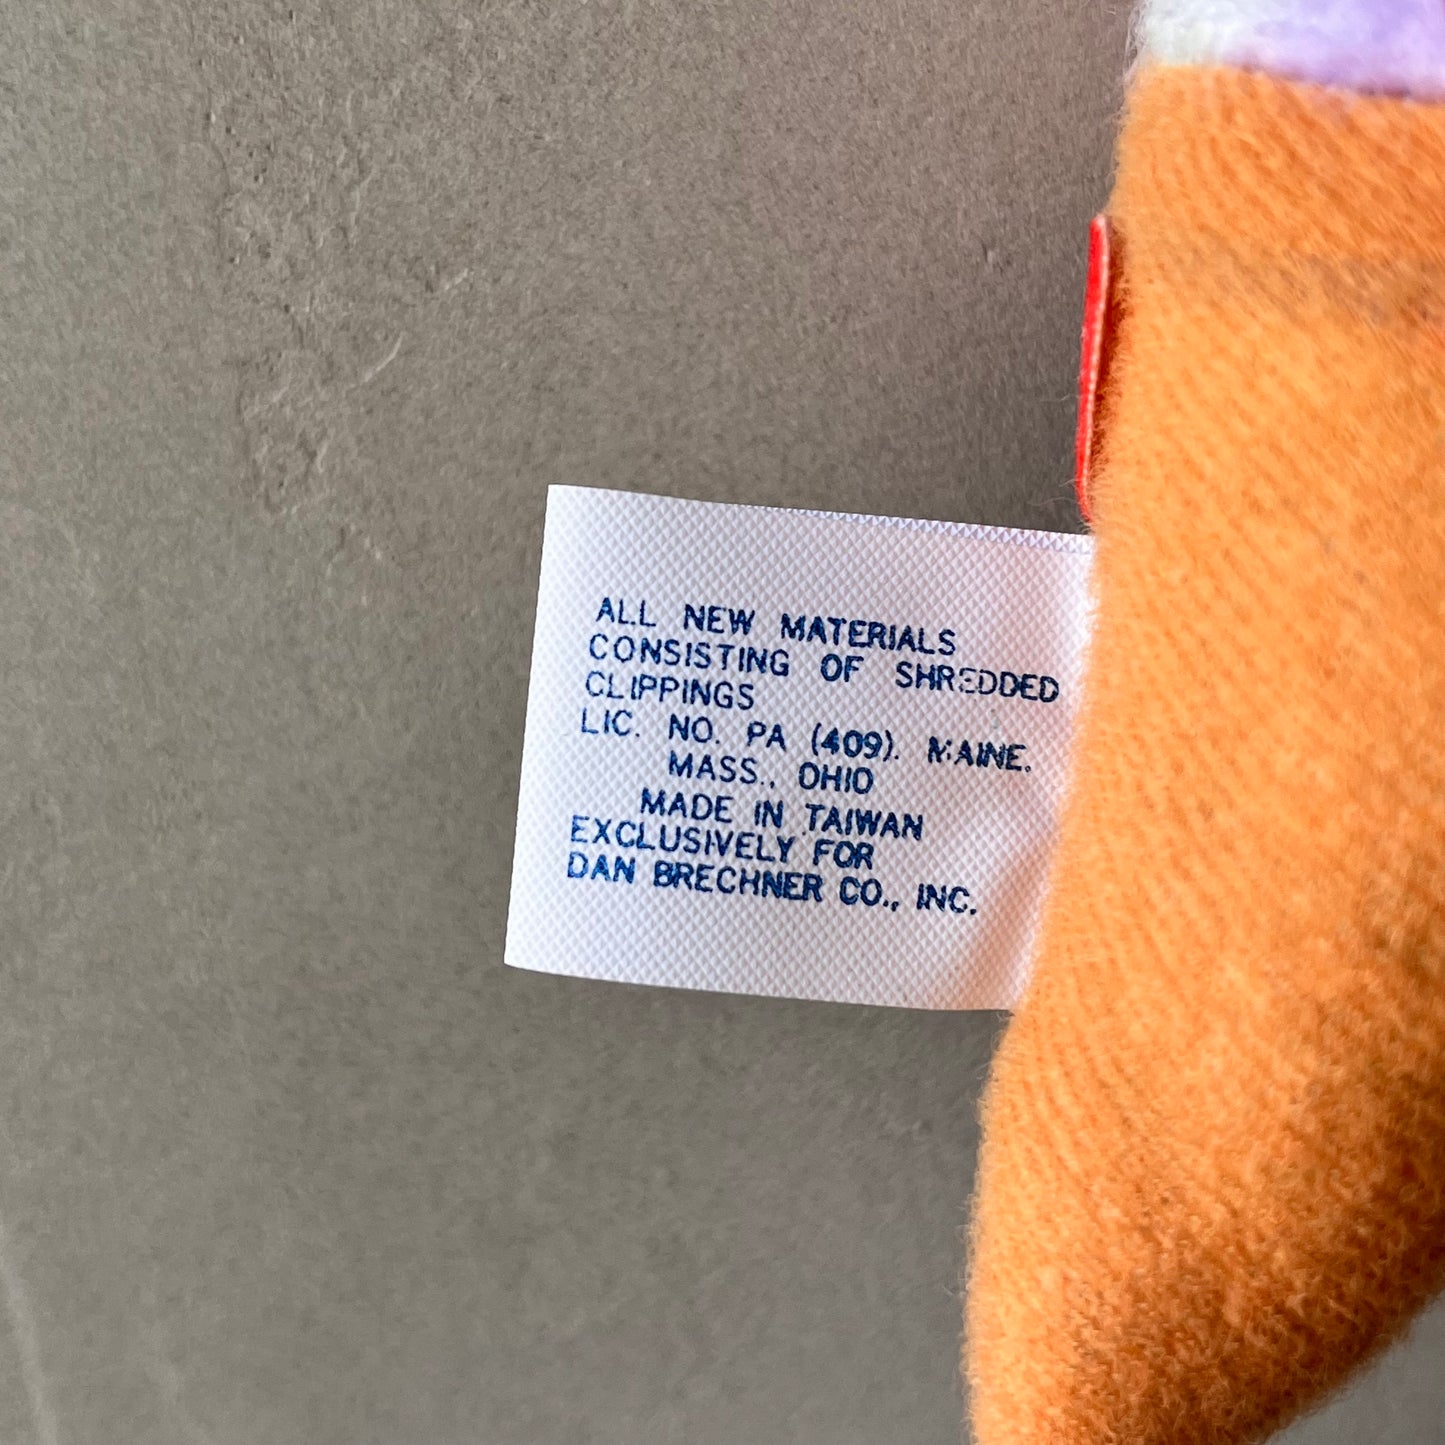 ALL NEW MATERIALS
CONSISTING OF SHREDDED
CLIPPINGS
LIC. NO. PA (409). MAINE.
MASS., OHIO
MADE IN TAIWAN
EXCLUSIVELY FOR
DAN BRECHNER CO., INC.